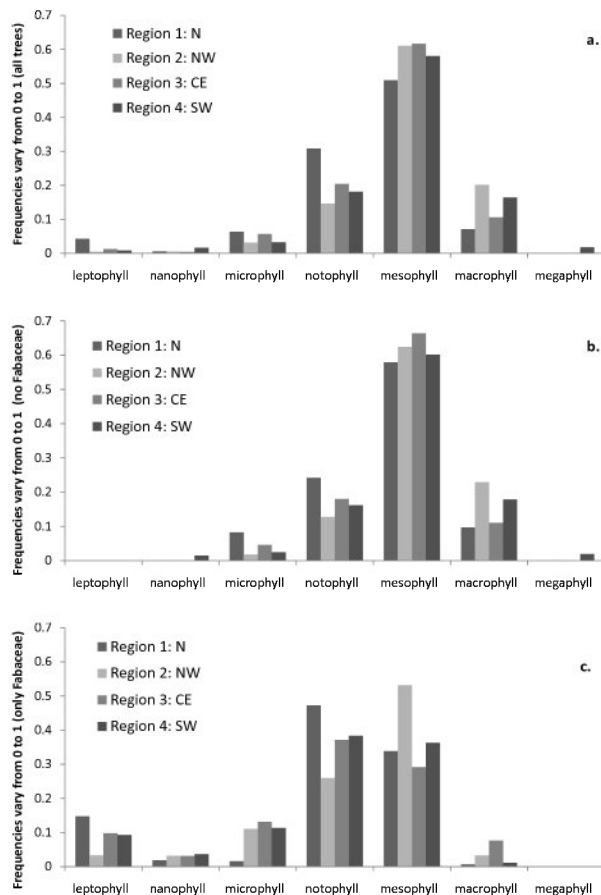 Frequencies vary from 0 to 1 (all trees)
0.7
0.6
0.5
0.4
0.3
0.2
0.1
0
Region 1: N
Region 2: NW
Region 3: CE
Region 4: SW
a.
leptophyll nanophyll microphyll notophyll mesophyll macrophyll megaphyll
Frequencies vary from 0 to 1 (no Fabaceae)
0.7
0.6
0.5
0.4
0.3
0.2
0.1
0
Region 1: N
Region 2: NW
Region 3: CE
Region 4: SW
b.
leptophyll nanophyll microphyll notophyll mesophyll macrophyll megaphyll
Frequencies vary from 0 to 1 (only Fabaceae)
0.7
0.6
0.5
0.4
0.3
0.2
0.1
0
Region 1: N
Region 2: NW
Region 3: CE
Region 4: SW
c.
leptophyll nanophyll microphyll notophyll mesophyll macrophyll megaphyll